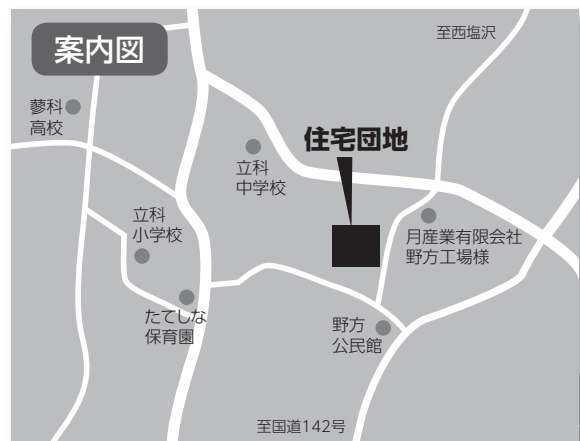 案内図
至西塩沢
蓼科
高校
住宅団地
立科
中学校
立科
小学校
月産業有限会社
野方工場様
たてしな
保育園
野方
公民館
至国道142号